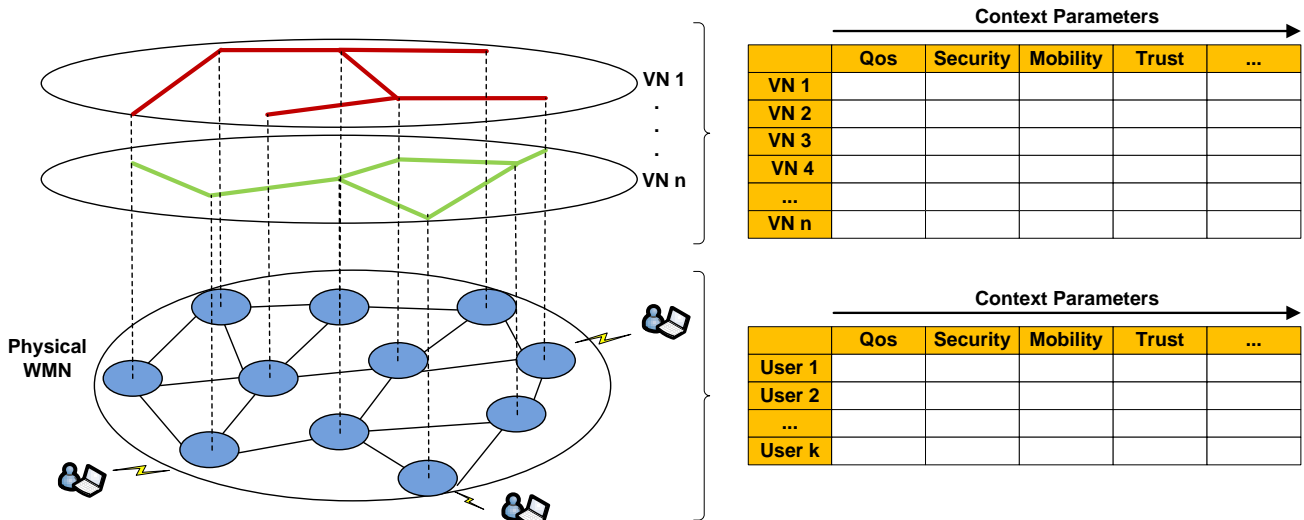 VN 1
.
.
.
VN n
Physical
WMN
Context Parameters
Qos Security Mobility Trust ...
VN 1
VN 2
VN 3
VN 4
...
VN n
Context Parameters
Qos Security Mobility Trust ...
User 1
User 2
...
User k